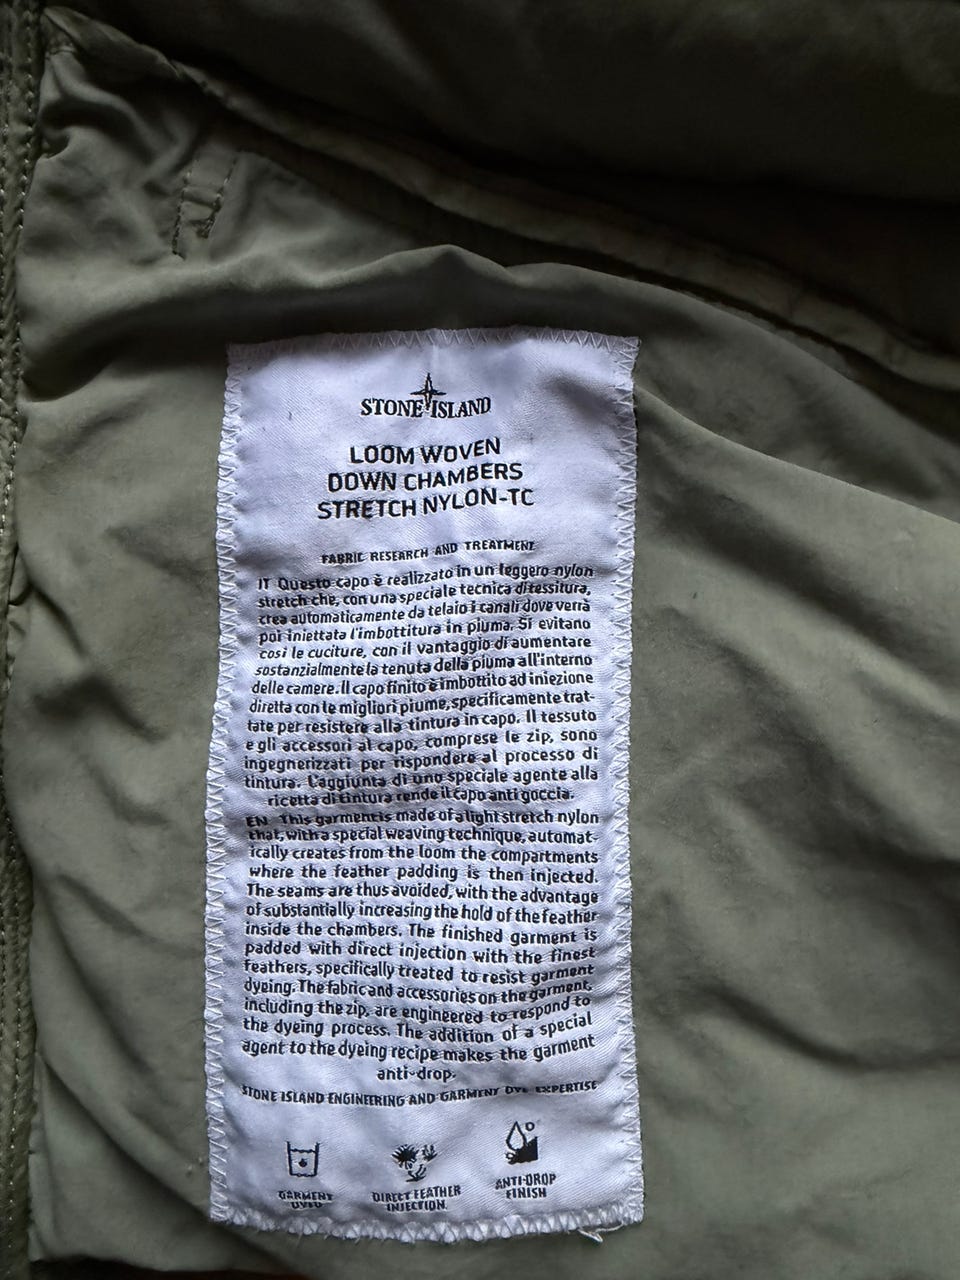 STONE ISLAND
LOOM WOVEN
DOWN CHAMBERS
STRETCH NYLON-TC
FABRIC RESEARCH AND TREATMENT
IT Questo capo è realizzato in un leggero nylon
stretch che, con una speciale tecnica di tessitura,
crea automaticamente da telaio i canali dove verrà
poi iniettata l'imbottitura in piuma. Si evitano
così le cuciture, con il vantaggio di aumentare
sostanzialmente la tenuta della piuma all'interno
delle camere. Il capo finito è imbottito ad iniezione
diretta con le migliori piume, specificamente trat-
tate per resistere alla tintura in capo. Il tessuto
e gli accessori al capo, comprese le zip, sono
ingegnerizzati per rispondere al processo di
tintura. L'aggiunta di uno speciale agente alla
ricetta di tintura rende il capo anti goccia.
EN This garment is made of a light stretch nylon
that, with a special weaving technique, automat-
ically creates from the loom the compartments
where the feather padding is then injected.
The seams are thus avoided, with the advantage
of substantially increasing the hold of the feather
inside the chambers. The finished garment is
padded with direct injection with the finest
feathers, specifically treated to resist garment
dyeing. The fabric and accessories on the garment,
including the zip, are engineered to respond to
the dyeing process. The addition of a special
agent to the dyeing recipe makes the garment
anti-drop.
STONE ISLAND ENGINEERING AND GARMENT DYE EXPERTISE
GARMENT
DYED
DIRECT FEATHER
INJECTION.
ANTI-DROP
FINISH